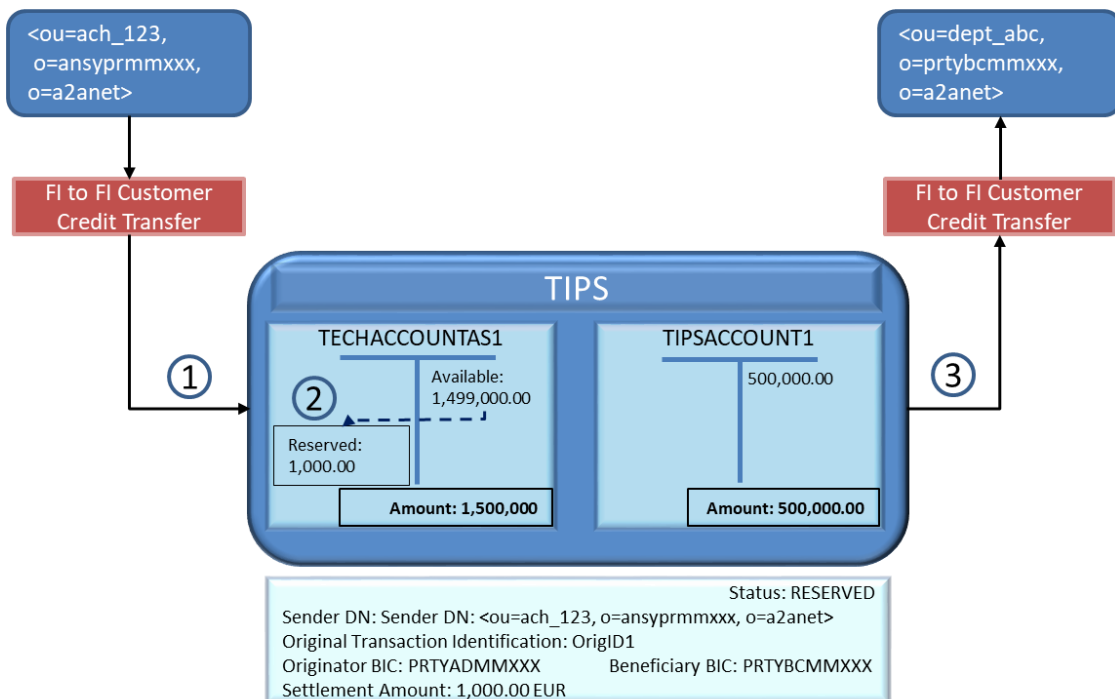 <ou=ach_123,
o=ansyprmmxxx,
o=a2anet>
<ou=dept_abc,
o=prtybcmmxxx,
o=a2anet>
FI to FI Customer
Credit Transfer
FI to FI Customer
Credit Transfer
TIPS
TECHACCOUNTAS1
TIPSACCOUNT1
1
2
3
Available:
1,499,000.00
500,000.00
Reserved:
1,000.00
Amount: 1,500,000
Amount: 500,000.00
Status: RESERVED
Sender DN: Sender DN: <ou=ach_123, o=ansyprmmxxx, o=a2anet>
Original Transaction Identification: OrigID1
Originator BIC: PRTYADMMXXX Beneficiary BIC: PRTYBCMMXXX
Settlement Amount: 1,000.00 EUR